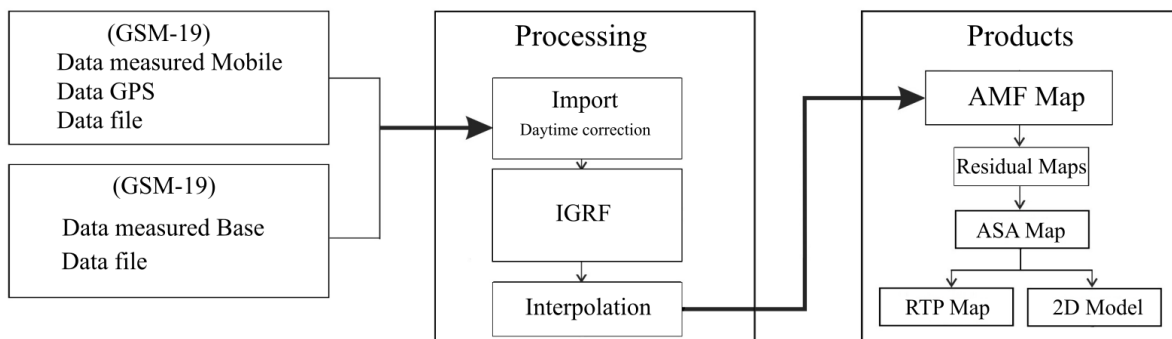 (GSM-19)
Data measured Mobile
Data GPS
Data file
(GSM-19)
Data measured Base
Data file
Processing
Import
Daytime correction
IGRF
Interpolation
Products
AMF Map
Residual Maps
ASA Map
RTP Map
2D Model